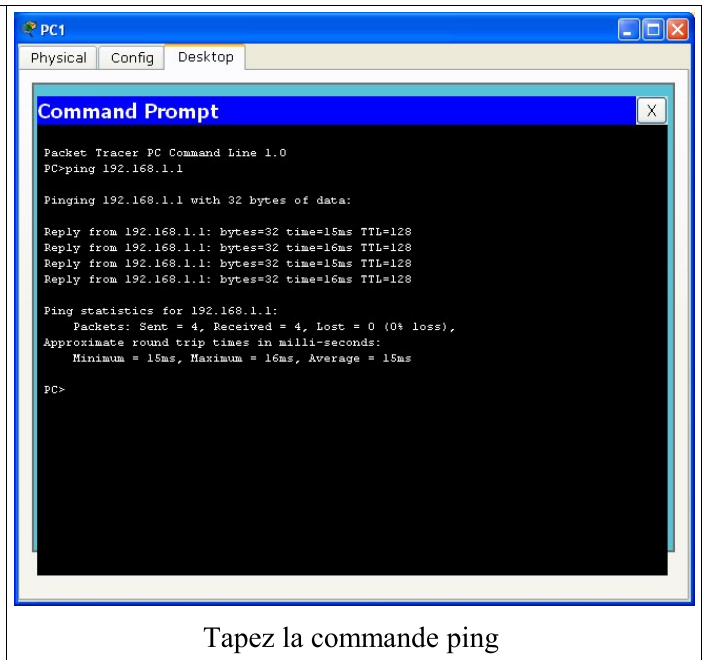 PC1
Physical Config Desktop
Command Prompt X
Packet Tracer PC Command Line 1.0
PC>ping 192.168.1.1
Pinging 192.168.1.1 with 32 bytes of data:
Reply from 192.168.1.1: bytes=32 time=15ms TTL=128
Reply from 192.168.1.1: bytes=32 time=16ms TTL=128
Reply from 192.168.1.1: bytes=32 time=15ms TTL=128
Reply from 192.168.1.1: bytes=32 time=16ms TTL=128
Ping statistics for 192.168.1.1:
Packets: Sent = 4, Received = 4, Lost = 0 (0% loss),
Approximate round trip times in milli-seconds:
Minimum = 15ms, Maximum = 16ms, Average = 15ms
PC>
Tapez la commande ping